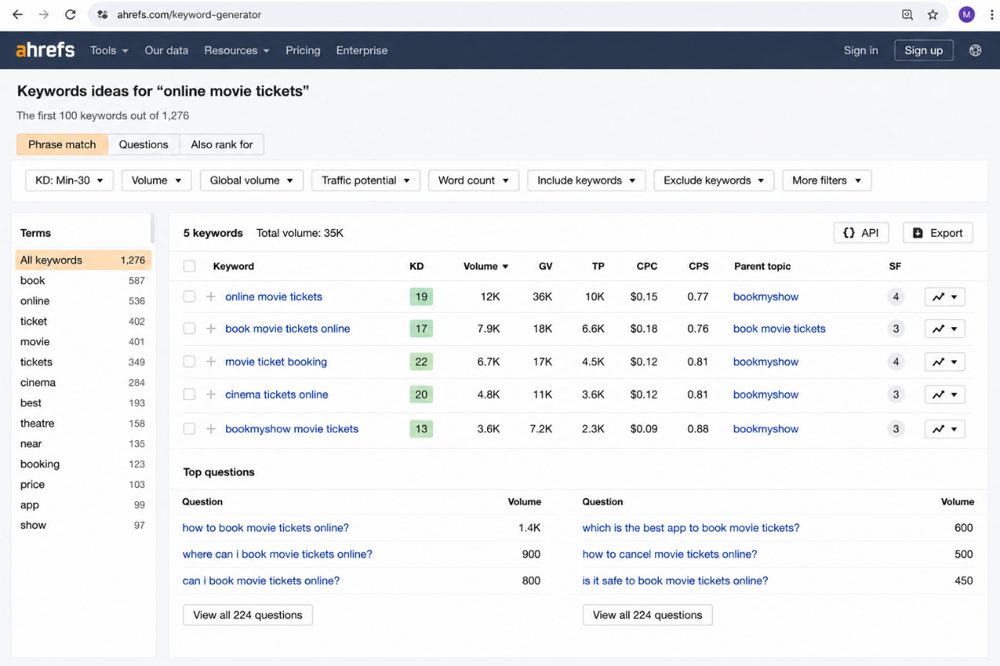 ahrefs.com/keyword-generator
M
ahrefs Tools Our data Resources Pricing Enterprise Sign in Sign up
Keywords ideas for “online movie tickets”
The first 100 keywords out of 1,276
Phrase match Questions Also rank for
KD: Min-30 Volume Global volume Traffic potential Word count Include keywords Exclude keywords More filters
Terms
All keywords 1,276
book 587
online 536
ticket 402
movie 401
tickets 349
cinema 284
best 193
theatre 158
near 135
booking 123
price 103
app 99
show 97
5 keywords Total volume: 35K {} API Export
Keyword KD Volume GV TP CPC CPS Parent topic SF
online movie tickets 19 12K 36K 10K $0.15 0.77 bookmyshow 4
book movie tickets online 17 7.9K 18K 6.6K $0.18 0.76 book movie tickets 3
movie ticket booking 22 6.7K 17K 4.5K $0.12 0.81 bookmyshow 4
cinema tickets online 20 4.8K 11K 3.6K $0.12 0.81 bookmyshow 3
bookmyshow movie tickets 13 3.6K 7.2K 2.3K $0.09 0.88 bookmyshow 3
Top questions
Question Volume Question Volume
how to book movie tickets online? 1.4K which is the best app to book movie tickets? 600
where can i book movie tickets online? 900 how to cancel movie tickets online? 500
can i book movie tickets online? 800 is it safe to book movie tickets online? 450
View all 224 questions View all 224 questions